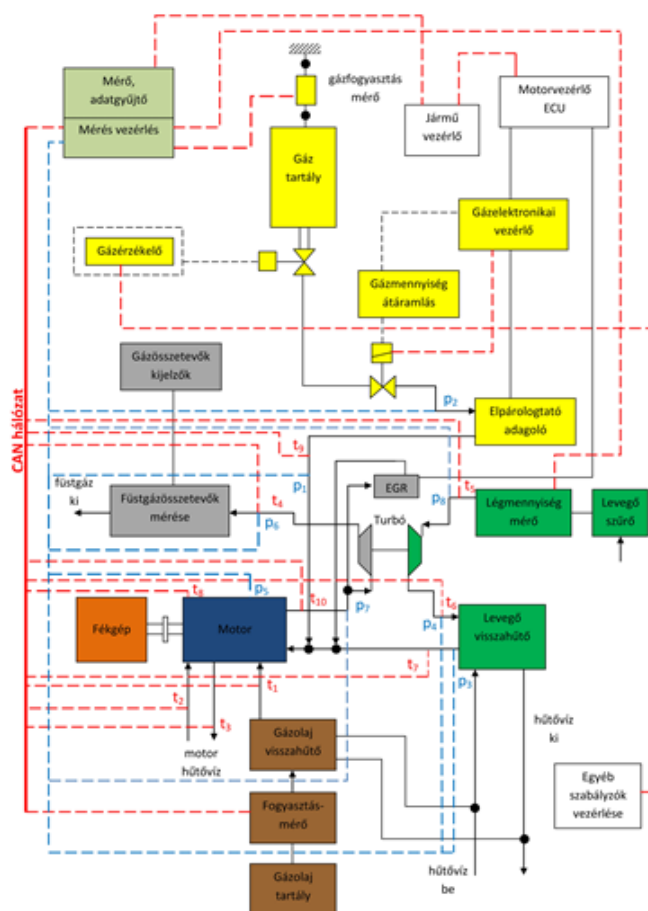 Mérő,
adatgyűjtő
Mérés vezérlés
gázfogyasztás
mérő
Jármű
vezérlő
Motorvezérlő
ECU
Gáz
tartály
Gázelektronikai
vezérlő
Gázérzékelő
Gázmennyiség
átáramlás
Gázösszetevők
kijelzők
p2
Elpárologtató
adagoló
CAN hálózat
t9
p1
füstgáz
ki
Füstgázösszetevők
mérése
t4
p6
EGR
Turbó
p8
t5
Légmennyiség
mérő
Levegő
szűrő
t8
p5
t10
p7
t6
p4
Fékgép
Motor
Levegő
visszahűtő
t7
p3
t1
t2
t3
motor
hűtővíz
Gázolaj
visszahűtő
hűtővíz
ki
Fogyasztás-
mérő
Egyéb
szabályzók
vezérlése
Gázolaj
tartály
hűtővíz
be